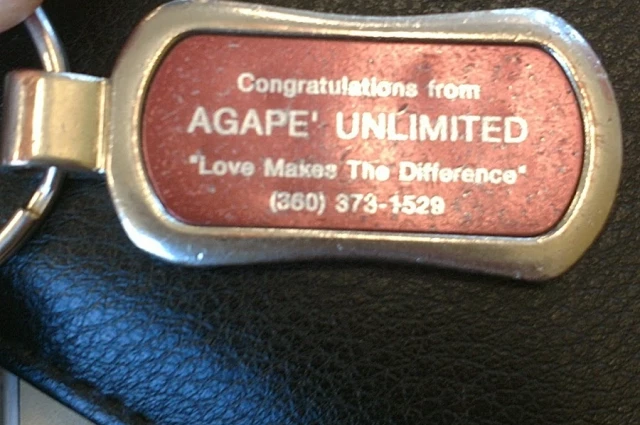 Congratulations from
AGAPE' UNLIMITED
"Love Makes The Difference"
(360) 373-1529